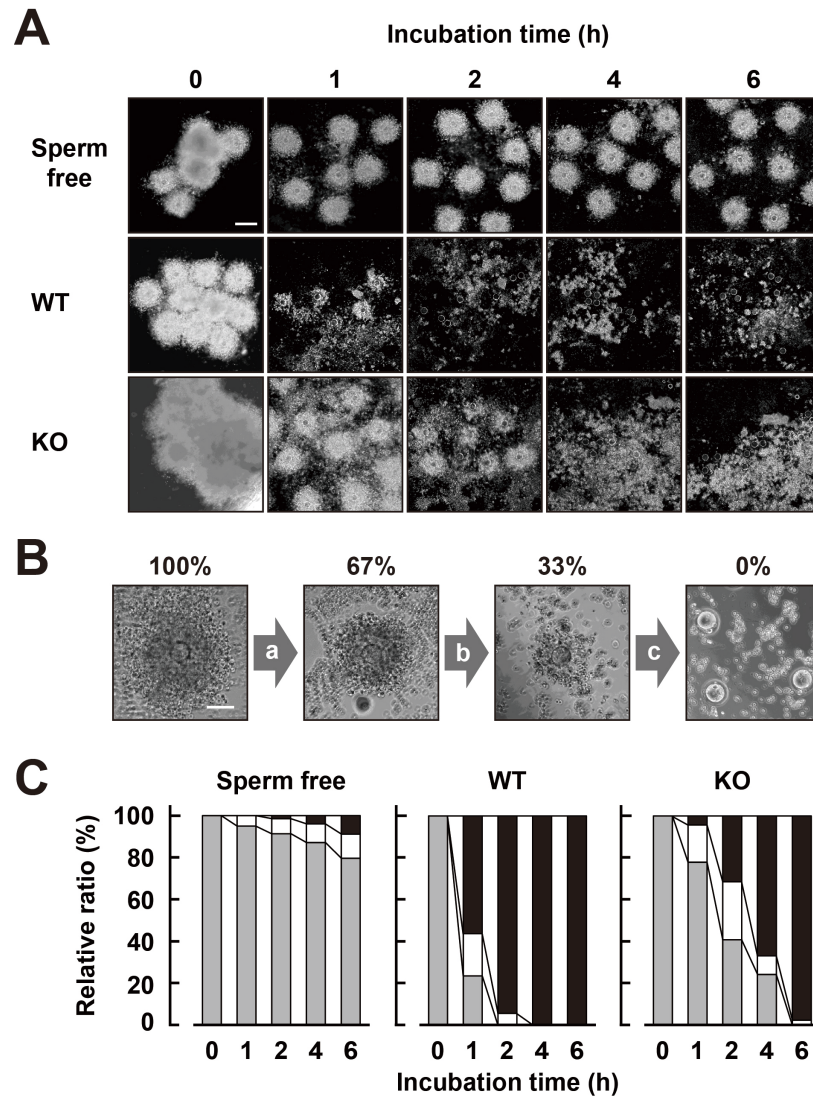 A
Incubation time (h)
0 1 2 4 6
Sperm
free
WT
KO
B
100% 67% 33% 0%
a b c
C
Sperm free WT KO
Relative ratio (%)
100
80
60
40
20
0
0 1 2 4 6 0 1 2 4 6 0 1 2 4 6
Incubation time (h)